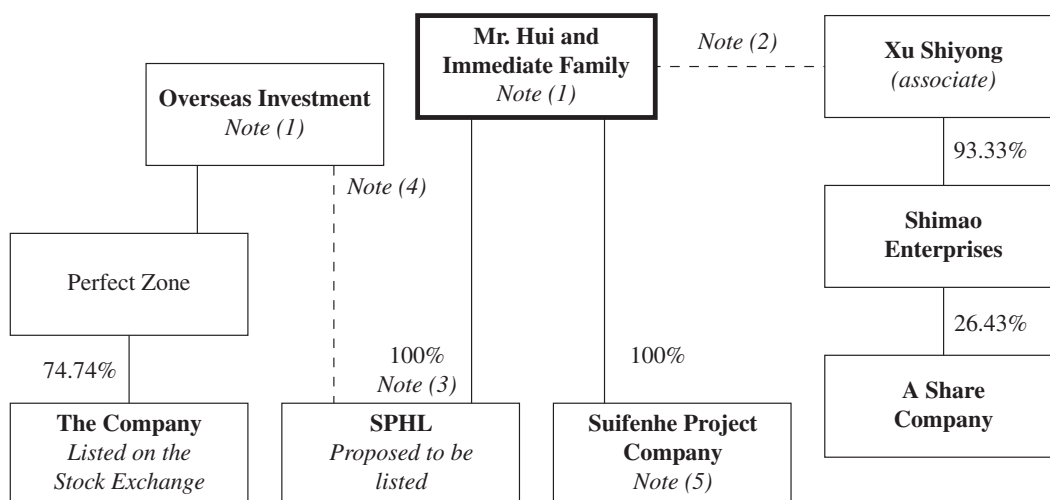 Mr. Hui and
Immediate Family
Note (1)
Note (2)
Xu Shiyong
(associate)
Overseas Investment
Note (1)
93.33%
Note (4)
Shimao
Enterprises
Perfect Zone
26.43%
74.74%
100%
Note (3)
100%
A Share
Company
The Company
Listed on the
Stock Exchange
SPHL
Proposed to be
listed
Suifenhe Project
Company
Note (5)